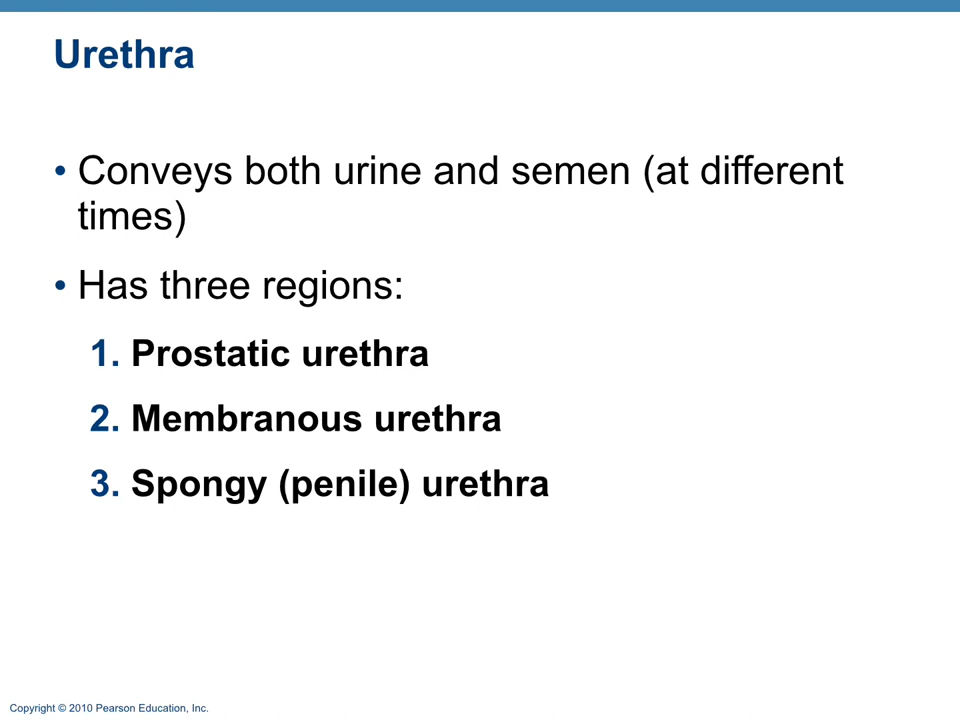 Urethra
• Conveys both urine and semen (at different
times)
• Has three regions:
1. Prostatic urethra
2. Membranous urethra
3. Spongy (penile) urethra
Copyright © 2010 Pearson Education, Inc.